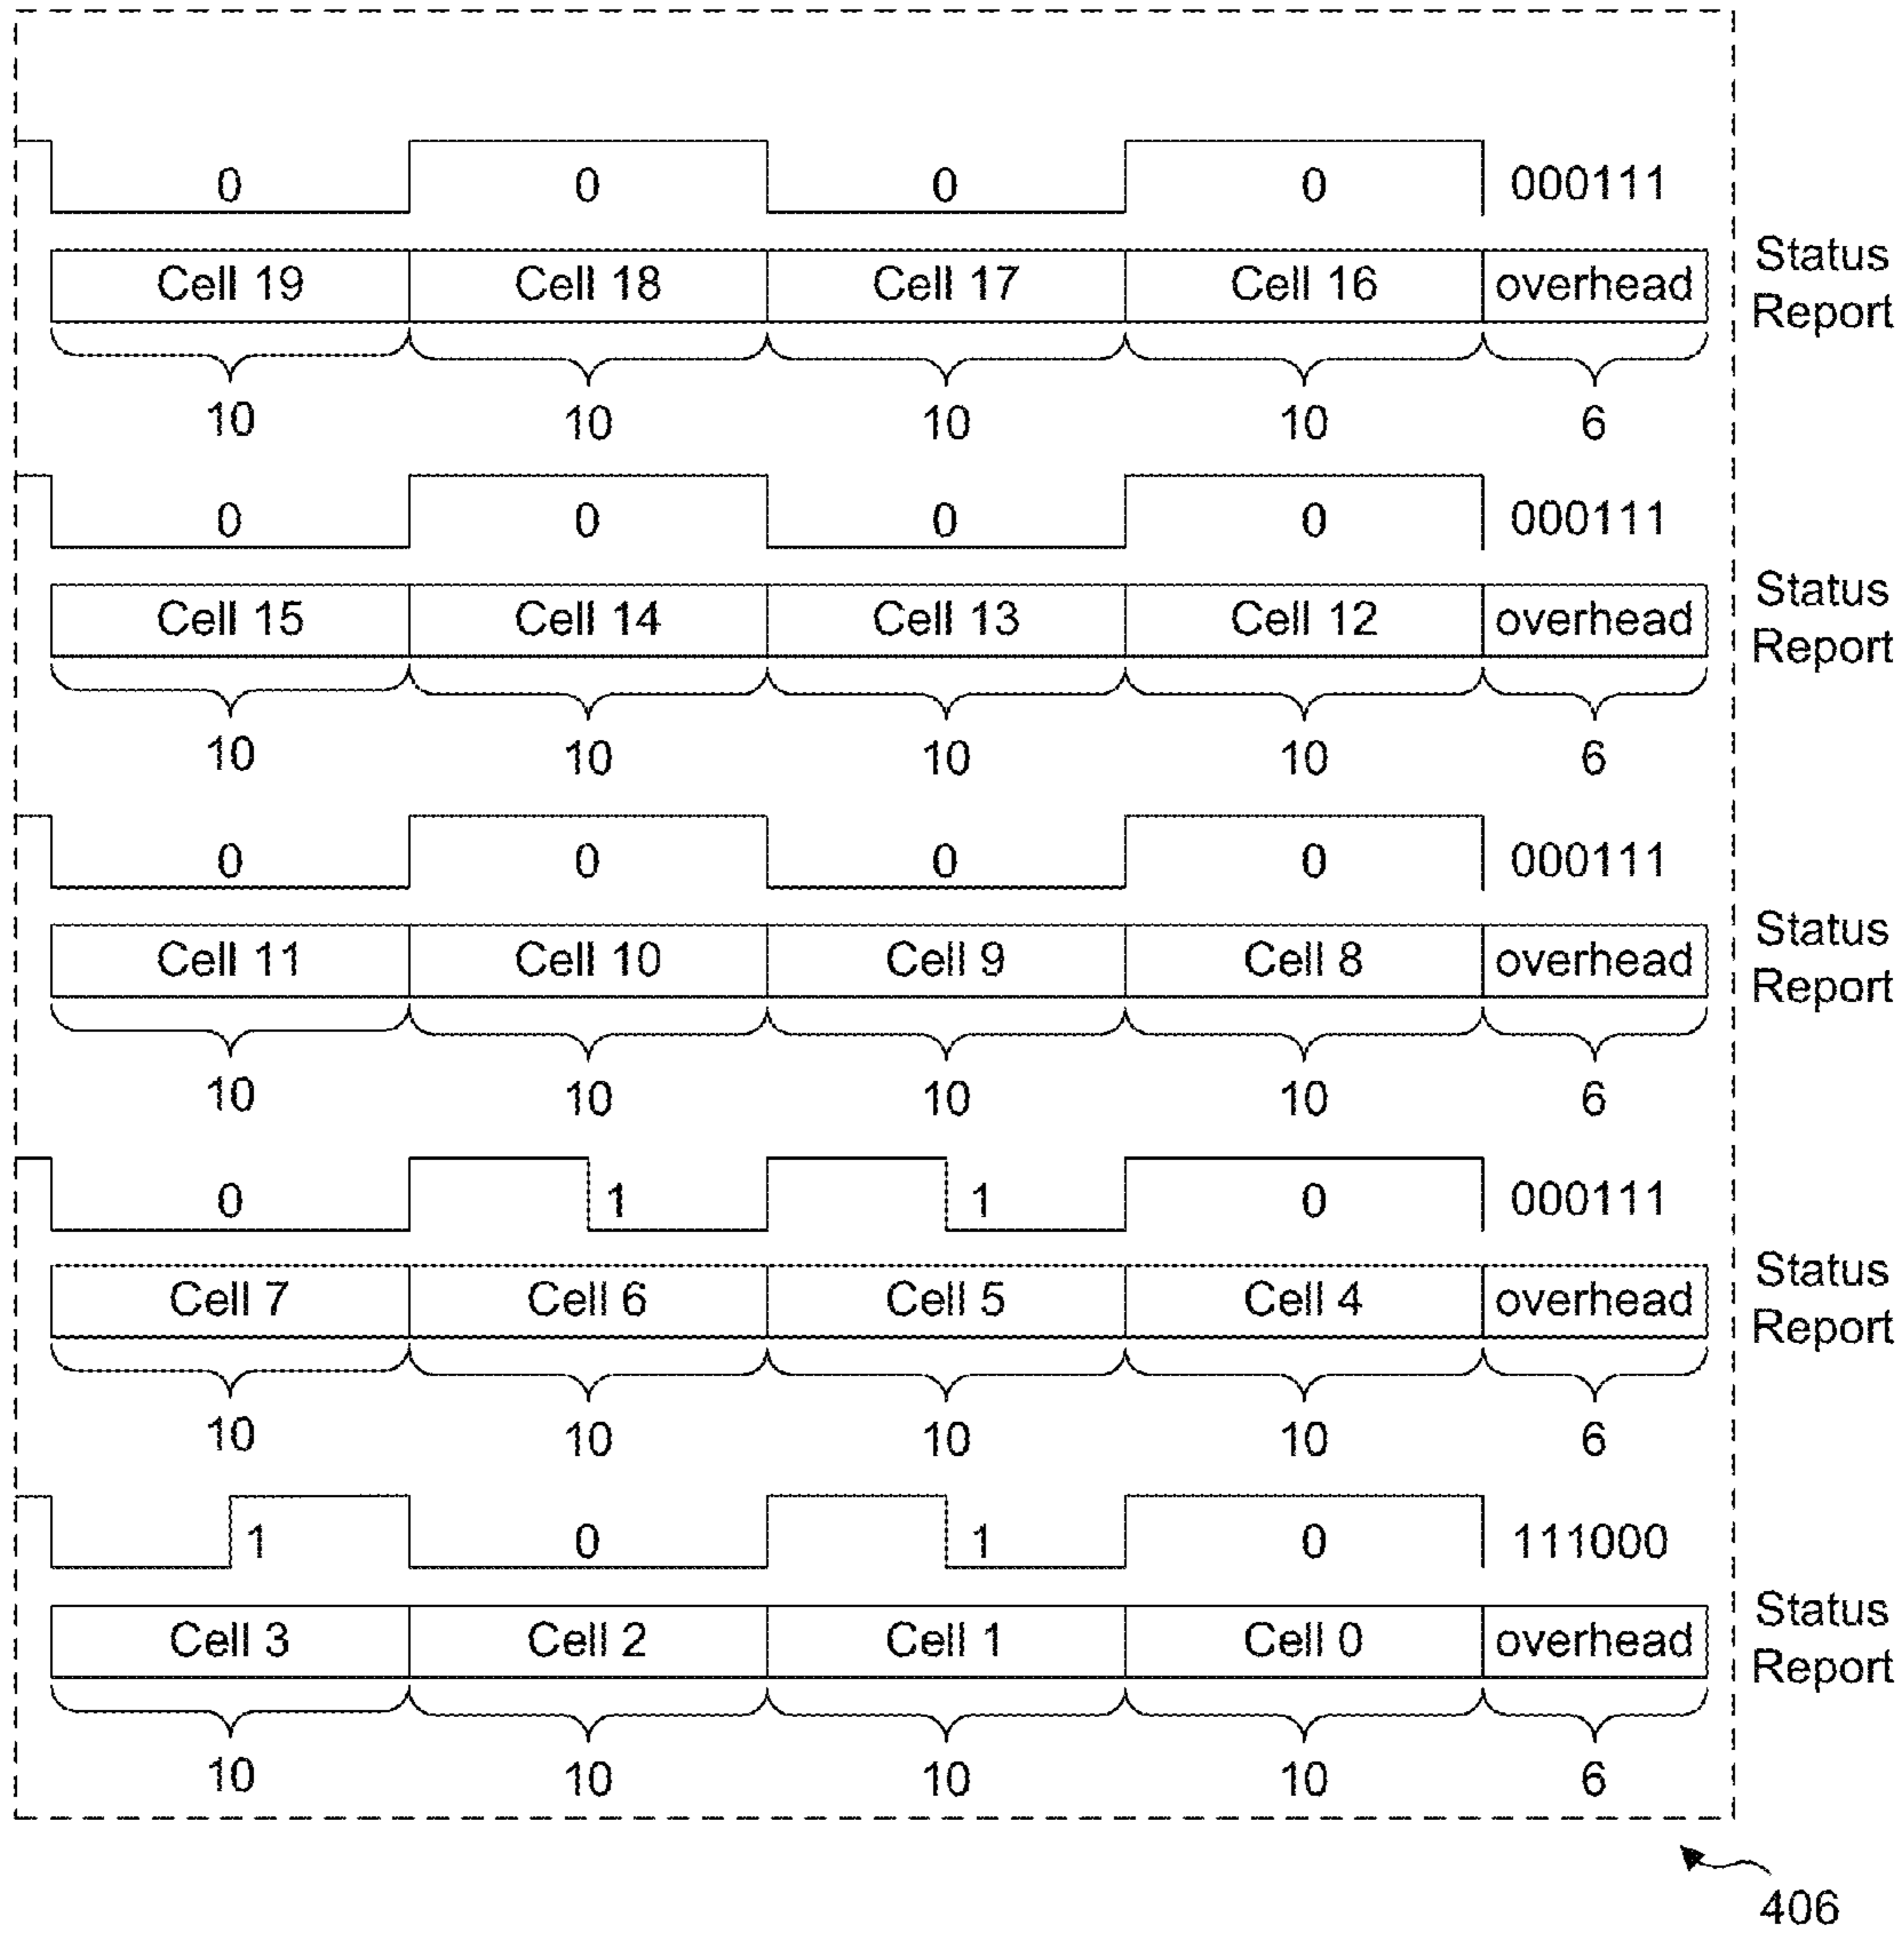 0 0 0 0 000111
Cell 19 Cell 18 Cell 17 Cell 16 overhead Status Report
10 10 10 10 6
0 0 0 0 000111
Cell 15 Cell 14 Cell 13 Cell 12 overhead Status Report
10 10 10 10 6
0 0 0 0 000111
Cell 11 Cell 10 Cell 9 Cell 8 overhead Status Report
10 10 10 10 6
0 1 1 0 000111
Cell 7 Cell 6 Cell 5 Cell 4 overhead Status Report
10 10 10 10 6
1 0 1 0 111000
Cell 3 Cell 2 Cell 1 Cell 0 overhead Status Report
10 10 10 10 6
406